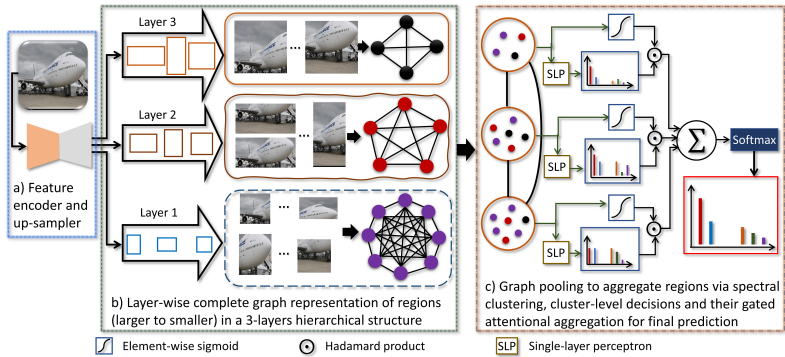 Layer 3
Layer 2
Layer 1
a) Feature
encoder and
up-sampler
b) Layer-wise complete graph representation of regions
(larger to smaller) in a 3-layers hierarchical structure
SLP
SLP
SLP
Σ
Softmax
c) Graph pooling to aggregate regions via spectral
clustering, cluster-level decisions and their gated
attentional aggregation for final prediction
Element-wise sigmoid
Hadamard product
SLP
Single-layer perceptron